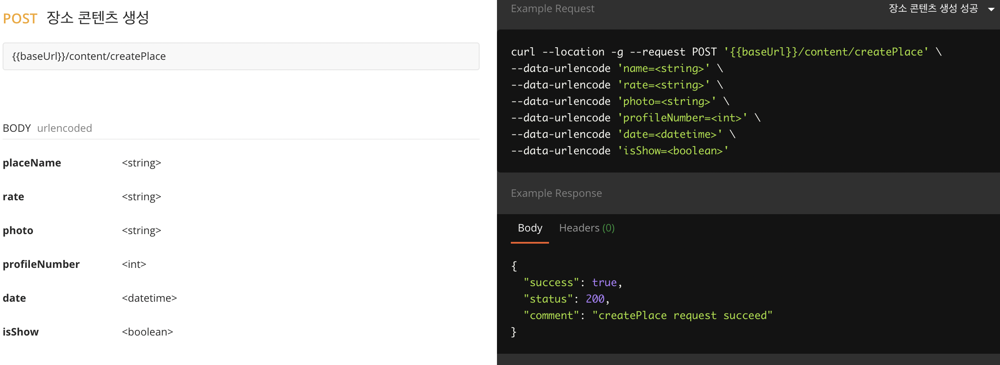 POST 장소 콘텐츠 생성
{{baseUrl}}/content/createPlace
BODY urlencoded
placeName <string>
rate <string>
photo <string>
profileNumber <int>
date <datetime>
isShow <boolean>
Example Request
장소 콘텐츠 생성 성공
curl --location -g --request POST '{{baseUrl}}/content/createPlace' \
--data-urlencode 'name=<string>' \
--data-urlencode 'rate=<string>' \
--data-urlencode 'photo=<string>' \
--data-urlencode 'profileNumber=<int>' \
--data-urlencode 'date=<datetime>' \
--data-urlencode 'isShow=<boolean>'
Example Response
Body Headers (0)
{
"success": true,
"status": 200,
"comment": "createPlace request succeed"
}